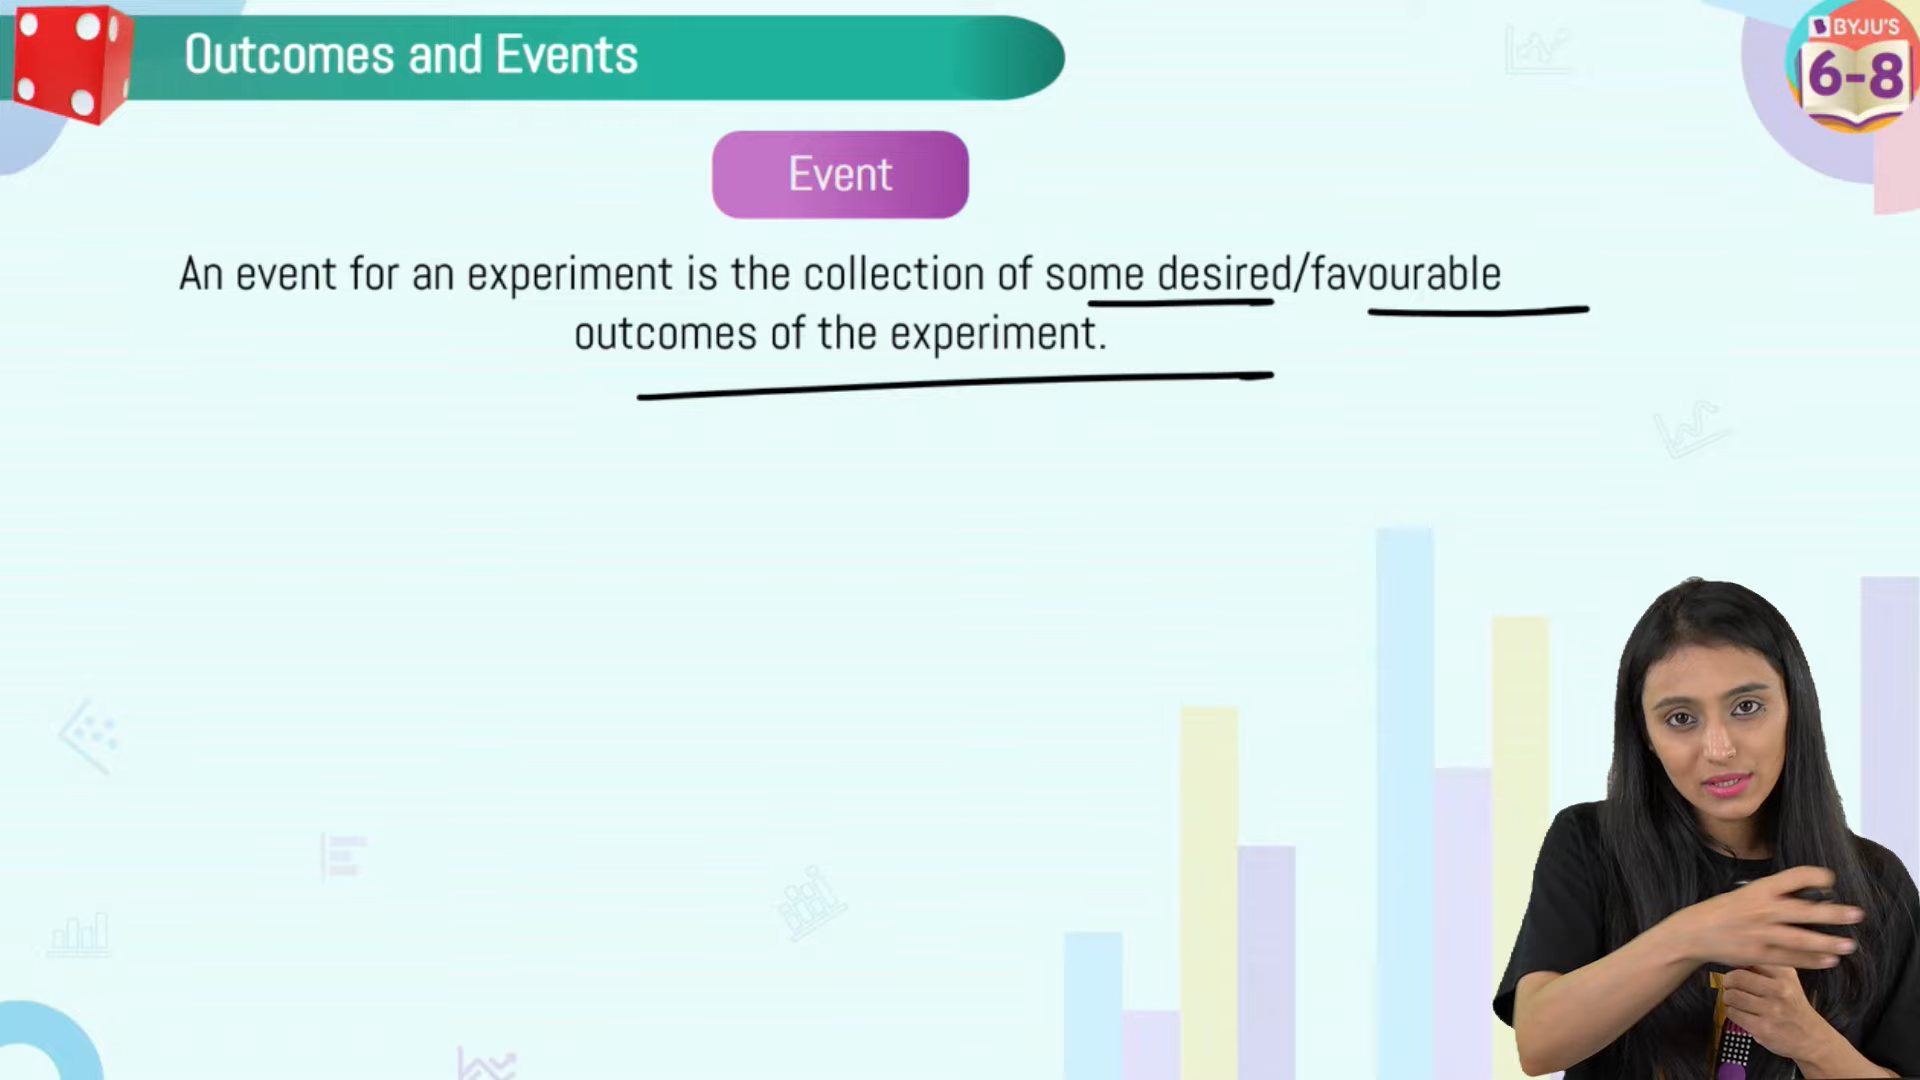 Outcomes and Events
BYJU'S
6-8
Event
An event for an experiment is the collection of some desired/favourable
outcomes of the experiment.